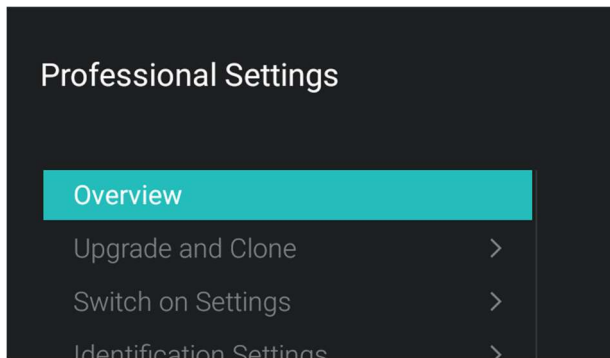 Professional Settings
Overview
Upgrade and Clone
Switch on Settings
Identification Settings